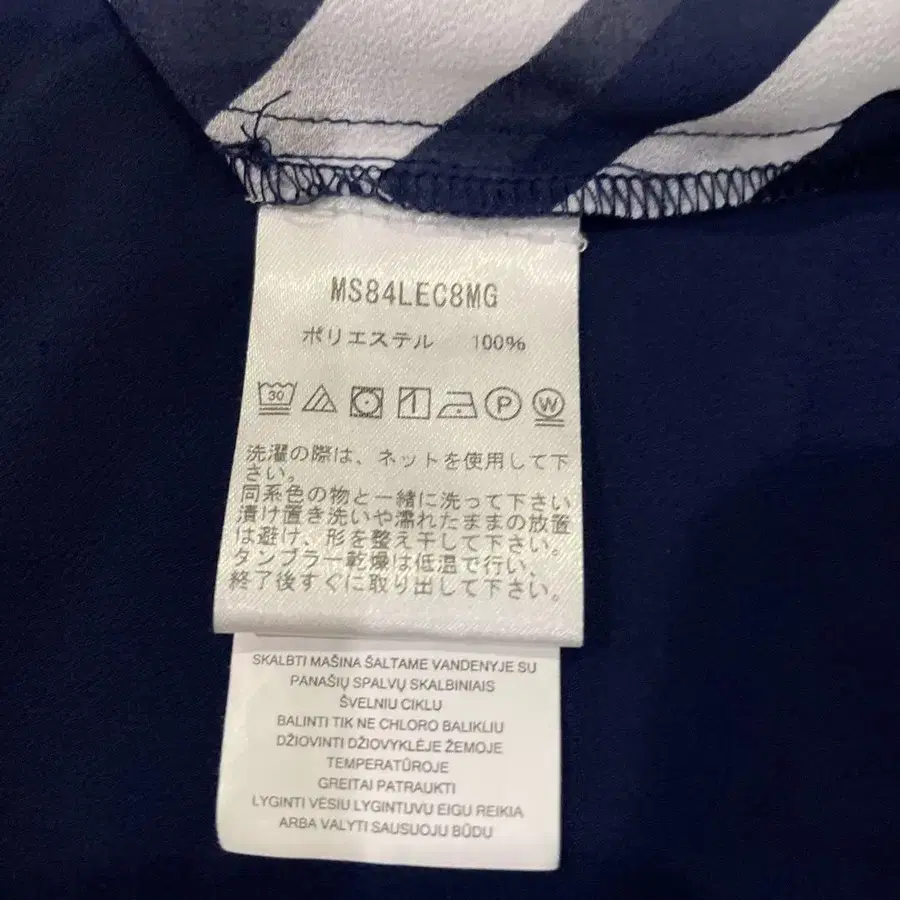 MS84LEC8MG
ポリエステル 100%
30 P W
洗濯の際は、ネットを使用して下
さい。
同系色の物と一緒に洗って下さい
漬け置き洗いや濡れたままの放置
は避け、形を整え干して下さい。
タンブラー乾燥は低温で行い、
終了後すぐに取り出して下さい。
SKALBTI MAŠINA ŠALTAME VANDENYJE SU
PANAŠIŲ SPALVŲ SKALBINIAIS
ŠVELNIU CIKLU
BALINTI TIK NE CHLORO BALIKLIU
DŽIOVINTI DŽIOVYKLĖJE ŽEMOJE
TEMPERATŪROJE
GREITAI PATRAUKTI
LYGINTI VĖSIU LYGINTUVU EIGU REIKIA
ARBA VALYTI SAUSUOJU BŪDU